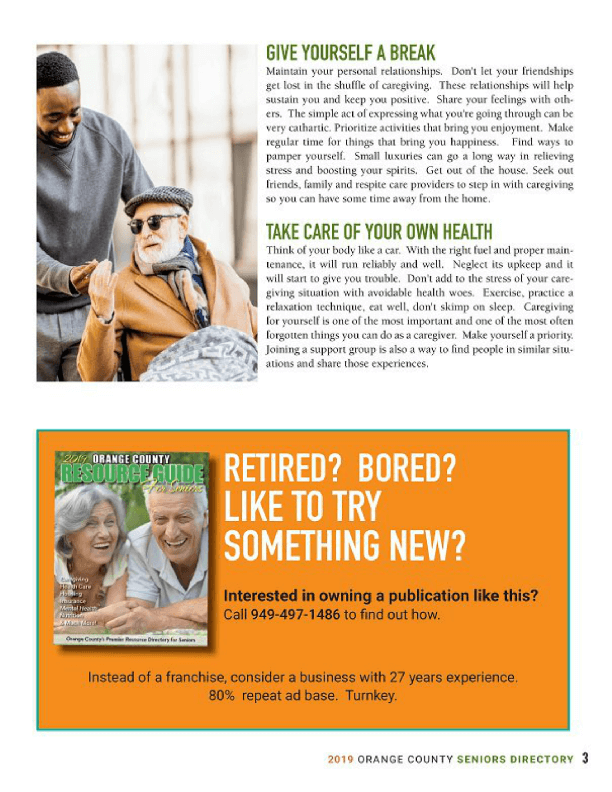 GIVE YOURSELF A BREAK
Maintain your personal relationships. Don't let your friendships
get lost in the shuffle of caregiving. These relationships will help
sustain you and keep you positive. Share your feelings with oth-
ers. The simple act of expressing what you're going through can be
very cathartic. Prioritize activities that bring you enjoyment. Make
regular time for things that bring you happiness. Find ways to
pamper yourself. Small luxuries can go a long way in relieving
stress and boosting your spirits. Get out of the house. Seek out
friends, family and respite care providers to step in with caregiving
so you can have some time away from the home.
TAKE CARE OF YOUR OWN HEALTH
Think of your body like a car. With the right fuel and proper main-
tenance, it will run reliably and well. Neglect its upkeep and it
will start to give you trouble. Don't add to the stress of your care-
giving situation with avoidable health woes. Exercise, practice a
relaxation technique, eat well, don't skimp on sleep. Caregiving
for yourself is one of the most important and one of the most often
forgotten things you can do as a caregiver. Make yourself a priority.
Joining a support group is also a way to find people in similar situ-
ations and share those experiences.
2019 ORANGE COUNTY
RESOURCE GUIDE
For Seniors
Caregiving
Health Care
Housing
Insurance
Mental Health
Nutrition
& Much More!
Orange County's Premier Resource Directory for Seniors
RETIRED? BORED?
LIKE TO TRY
SOMETHING NEW?
Interested in owning a publication like this?
Call 949-497-1486 to find out how.
Instead of a franchise, consider a business with 27 years experience.
80% repeat ad base. Turnkey.
2019 ORANGE COUNTY SENIORS DIRECTORY 3